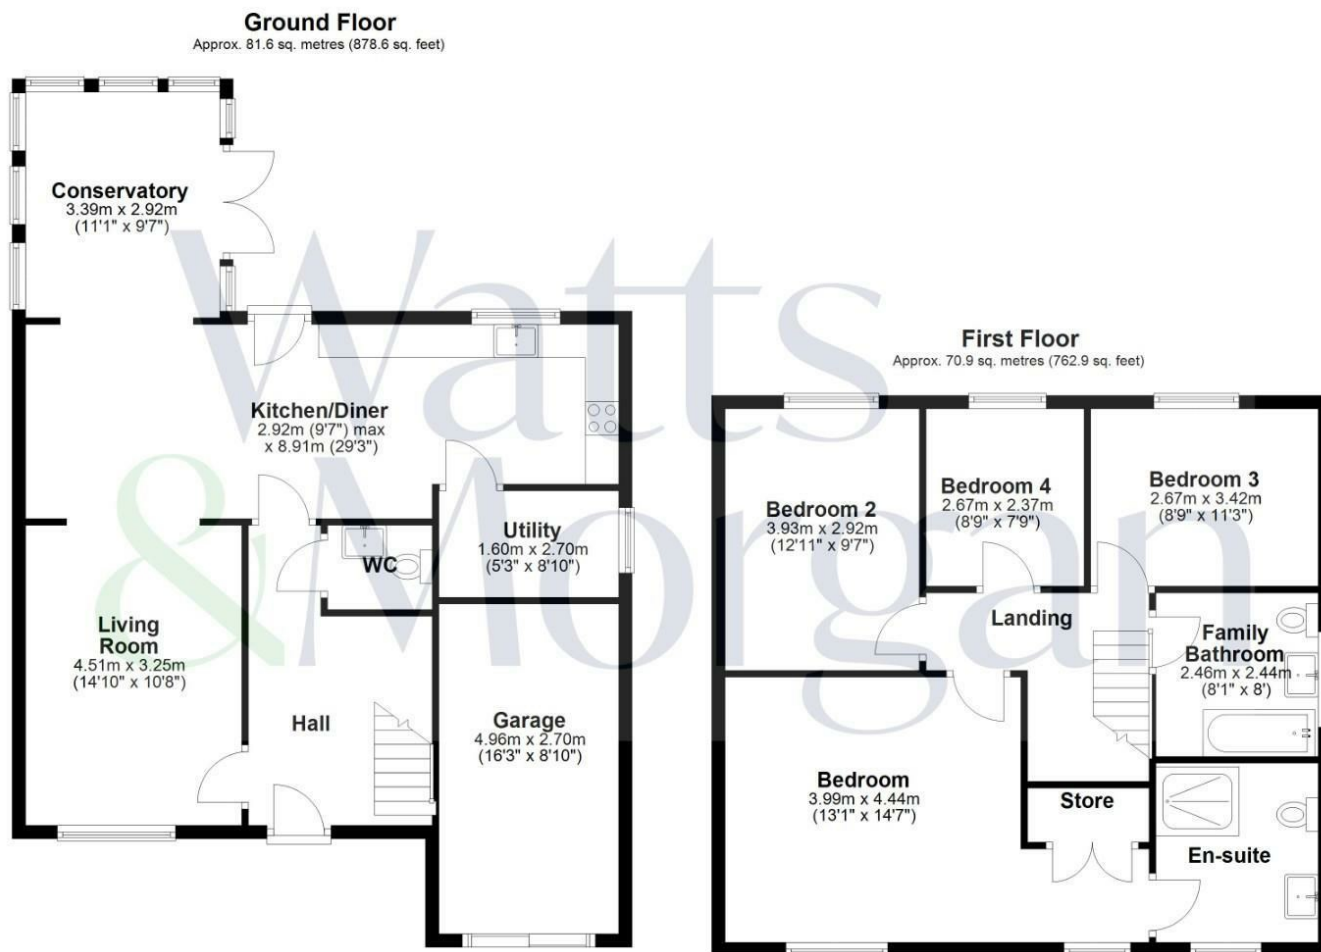 Ground Floor
Approx. 81.6 sq. metres (878.6 sq. feet)
Conservatory
3.39m x 2.92m
(11'1" x 9'7")
Kitchen/Diner
2.92m (9'7") max
x 8.91m (29'3")
Utility
1.60m x 2.70m
(5'3" x 8'10")
WC
Living
Room
4.51m x 3.25m
(14'10" x 10'8")
Hall
Garage
4.96m x 2.70m
(16'3" x 8'10")
First Floor
Approx. 70.9 sq. metres (762.9 sq. feet)
Bedroom 2
3.93m x 2.92m
(12'11" x 9'7")
Bedroom 4
2.67m x 2.37m
(8'9" x 7'9")
Bedroom 3
2.67m x 3.42m
(8'9" x 11'3")
Landing
Family
Bathroom
2.46m x 2.44m
(8'1" x 8')
Bedroom
3.99m x 4.44m
(13'1" x 14'7")
Store
En-suite
Watts
&Morgan